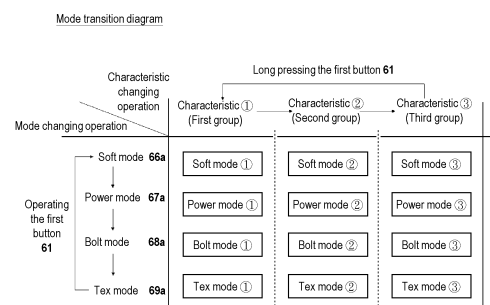 Mode transition diagram
Characteristic
changing
operation
Mode changing operation
Long pressing the first button 61
Characteristic ① Characteristic ② Characteristic ③
(First group) (Second group) (Third group)
Operating
the first
button
61
Soft mode 66a Soft mode ① Soft mode ② Soft mode ③
Power mode 67a Power mode ① Power mode ② Power mode ③
Bolt mode 68a Bolt mode ① Bolt mode ② Bolt mode ③
Tex mode 69a Tex mode ① Tex mode ② Tex mode ③